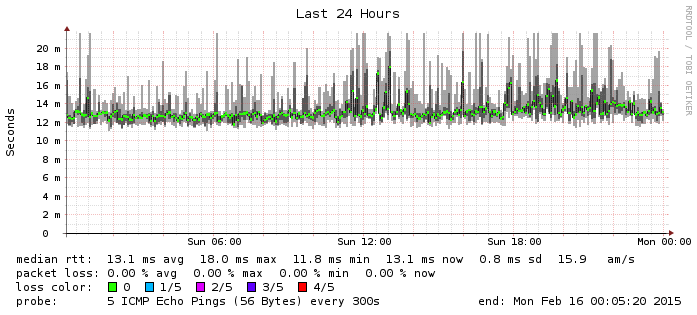 Last 24 Hours
RRDTOOL / TOBI OETIKER
Seconds
20 m
18 m
16 m
14 m
12 m
10 m
8 m
6 m
4 m
2 m
0
Sun 06:00 Sun 12:00 Sun 18:00 Mon 00:00
median rtt: 13.1 ms avg 18.0 ms max 11.8 ms min 13.1 ms now 0.8 ms sd 15.9 am/s
packet loss: 0.00 % avg 0.00 % max 0.00 % min 0.00 % now
loss color: 0 1/5 2/5 3/5 4/5
probe: 5 ICMP Echo Pings (56 Bytes) every 300s end: Mon Feb 16 00:05:20 2015